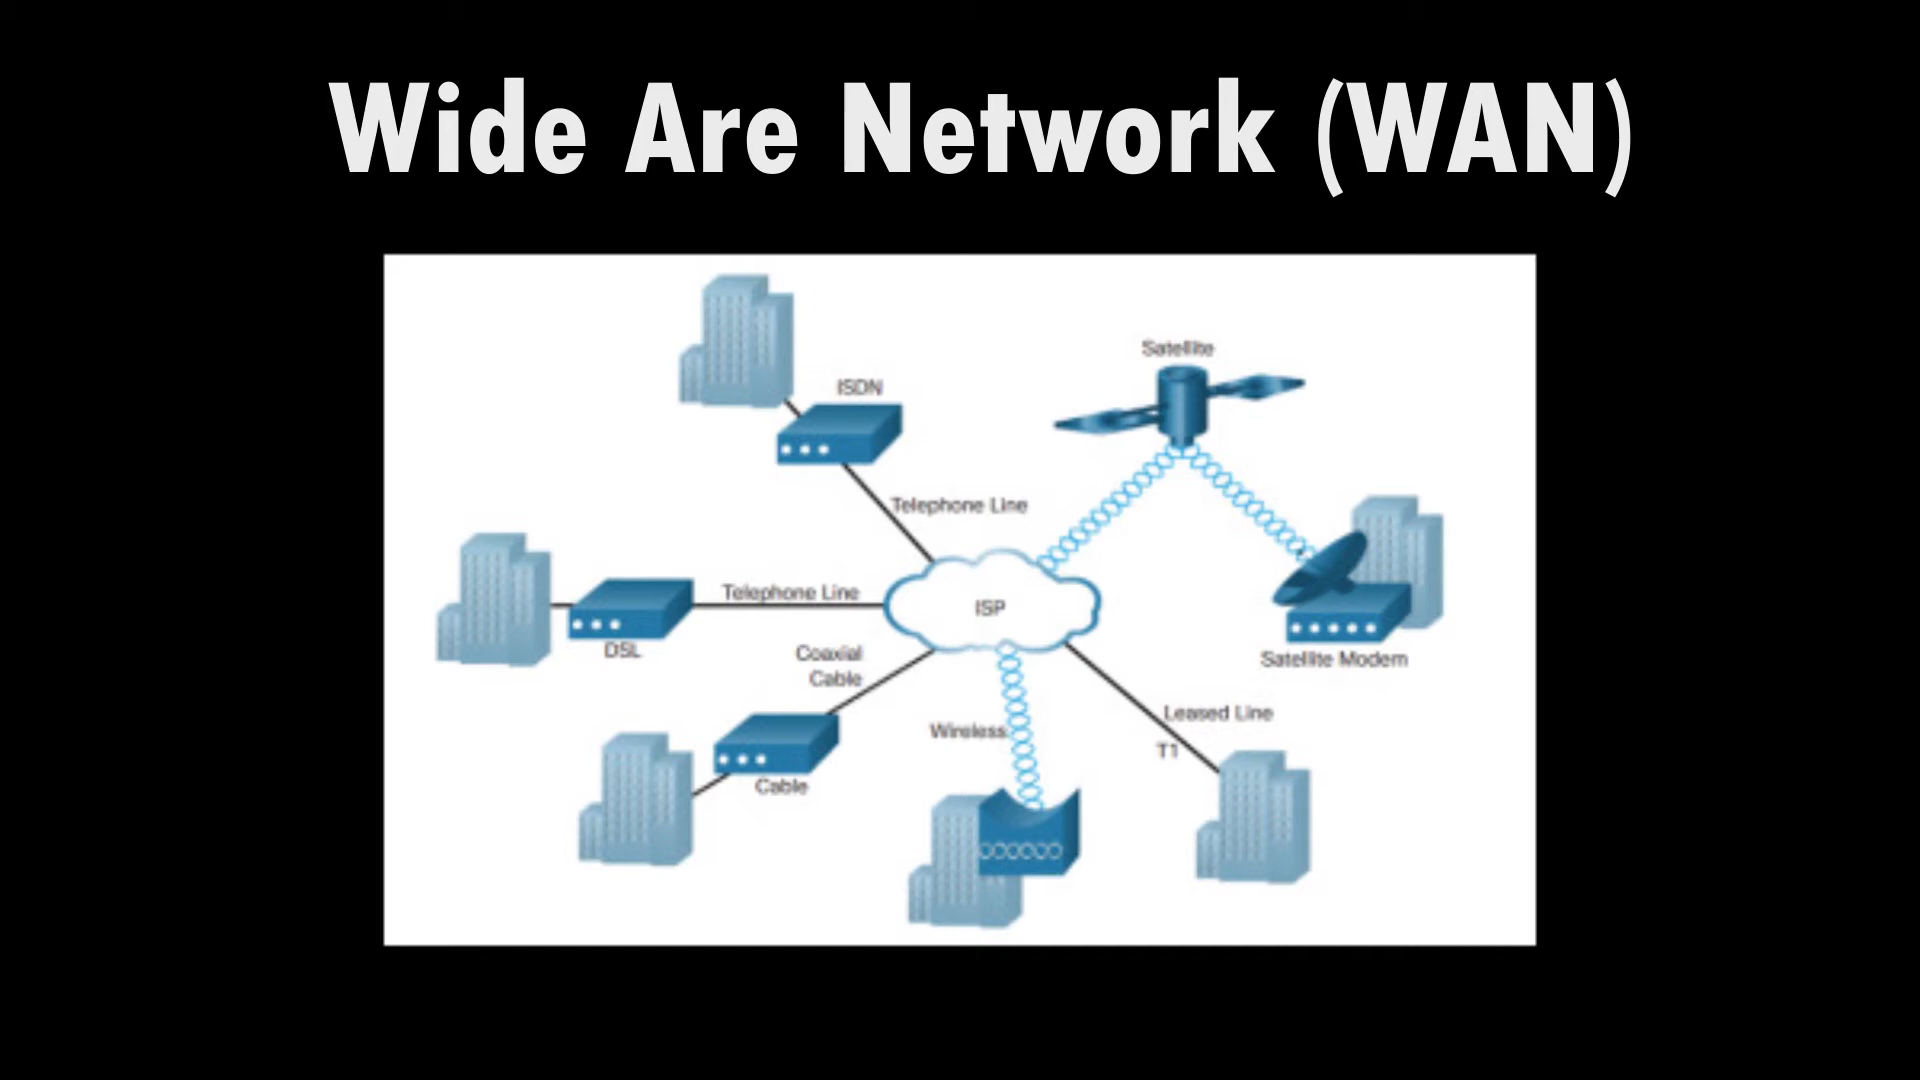 Wide Are Network (WAN)
Satellite
ISDN
Telephone Line
Telephone Line
ISP
DSL
Coaxial
Cable
Satellite Modem
Leased Line
Wireless
T1
Cable